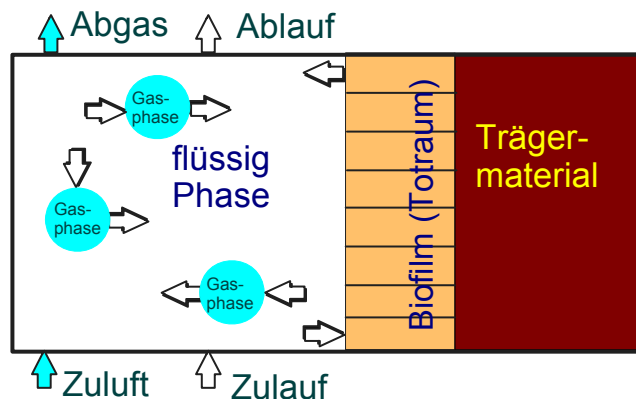 Abgas
Ablauf
Gas-
phase
flüssig
Phase
Gas-
phase
Gas-
phase
Biofilm (Totraum)
Träger-
material
Zuluft
Zulauf